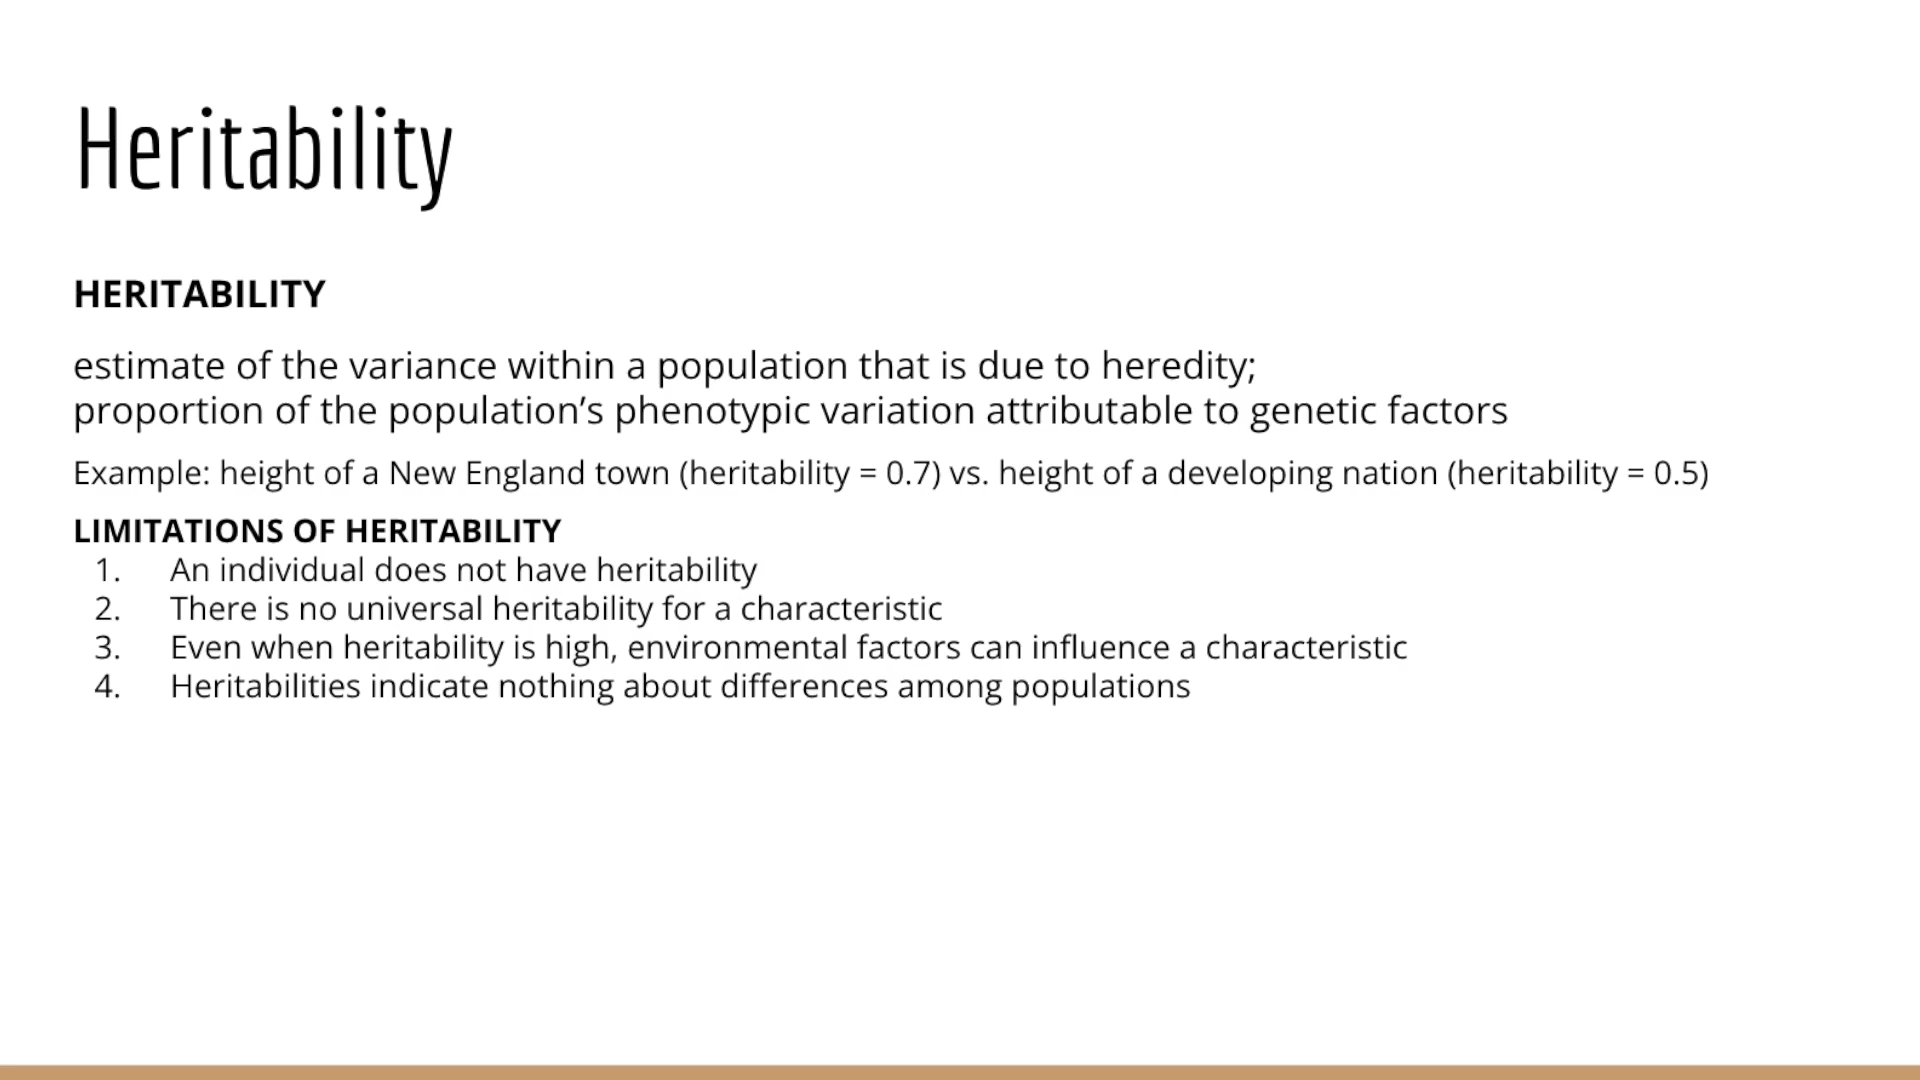 Heritability
HERITABILITY
estimate of the variance within a population that is due to heredity;
proportion of the population’s phenotypic variation attributable to genetic factors
Example: height of a New England town (heritability = 0.7) vs. height of a developing nation (heritability = 0.5)
LIMITATIONS OF HERITABILITY
1. An individual does not have heritability
2. There is no universal heritability for a characteristic
3. Even when heritability is high, environmental factors can influence a characteristic
4. Heritabilities indicate nothing about differences among populations